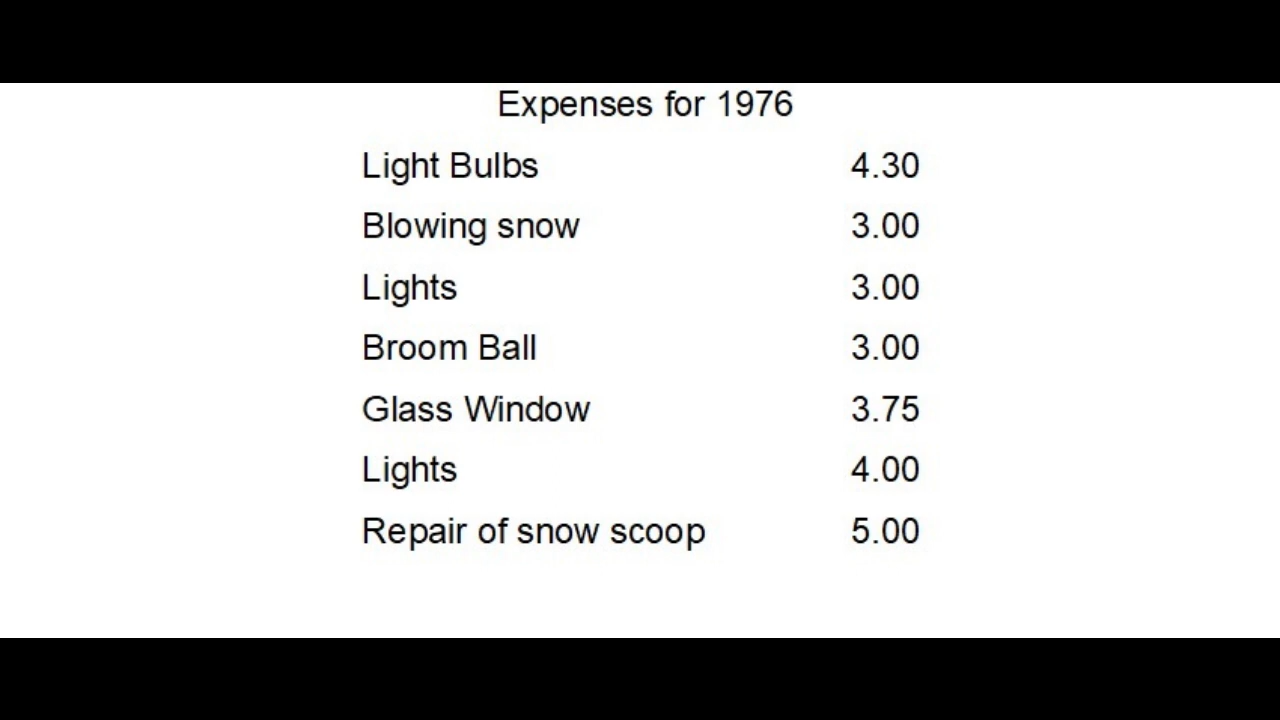 Expenses for 1976
Light Bulbs 4.30
Blowing snow 3.00
Lights 3.00
Broom Ball 3.00
Glass Window 3.75
Lights 4.00
Repair of snow scoop 5.00